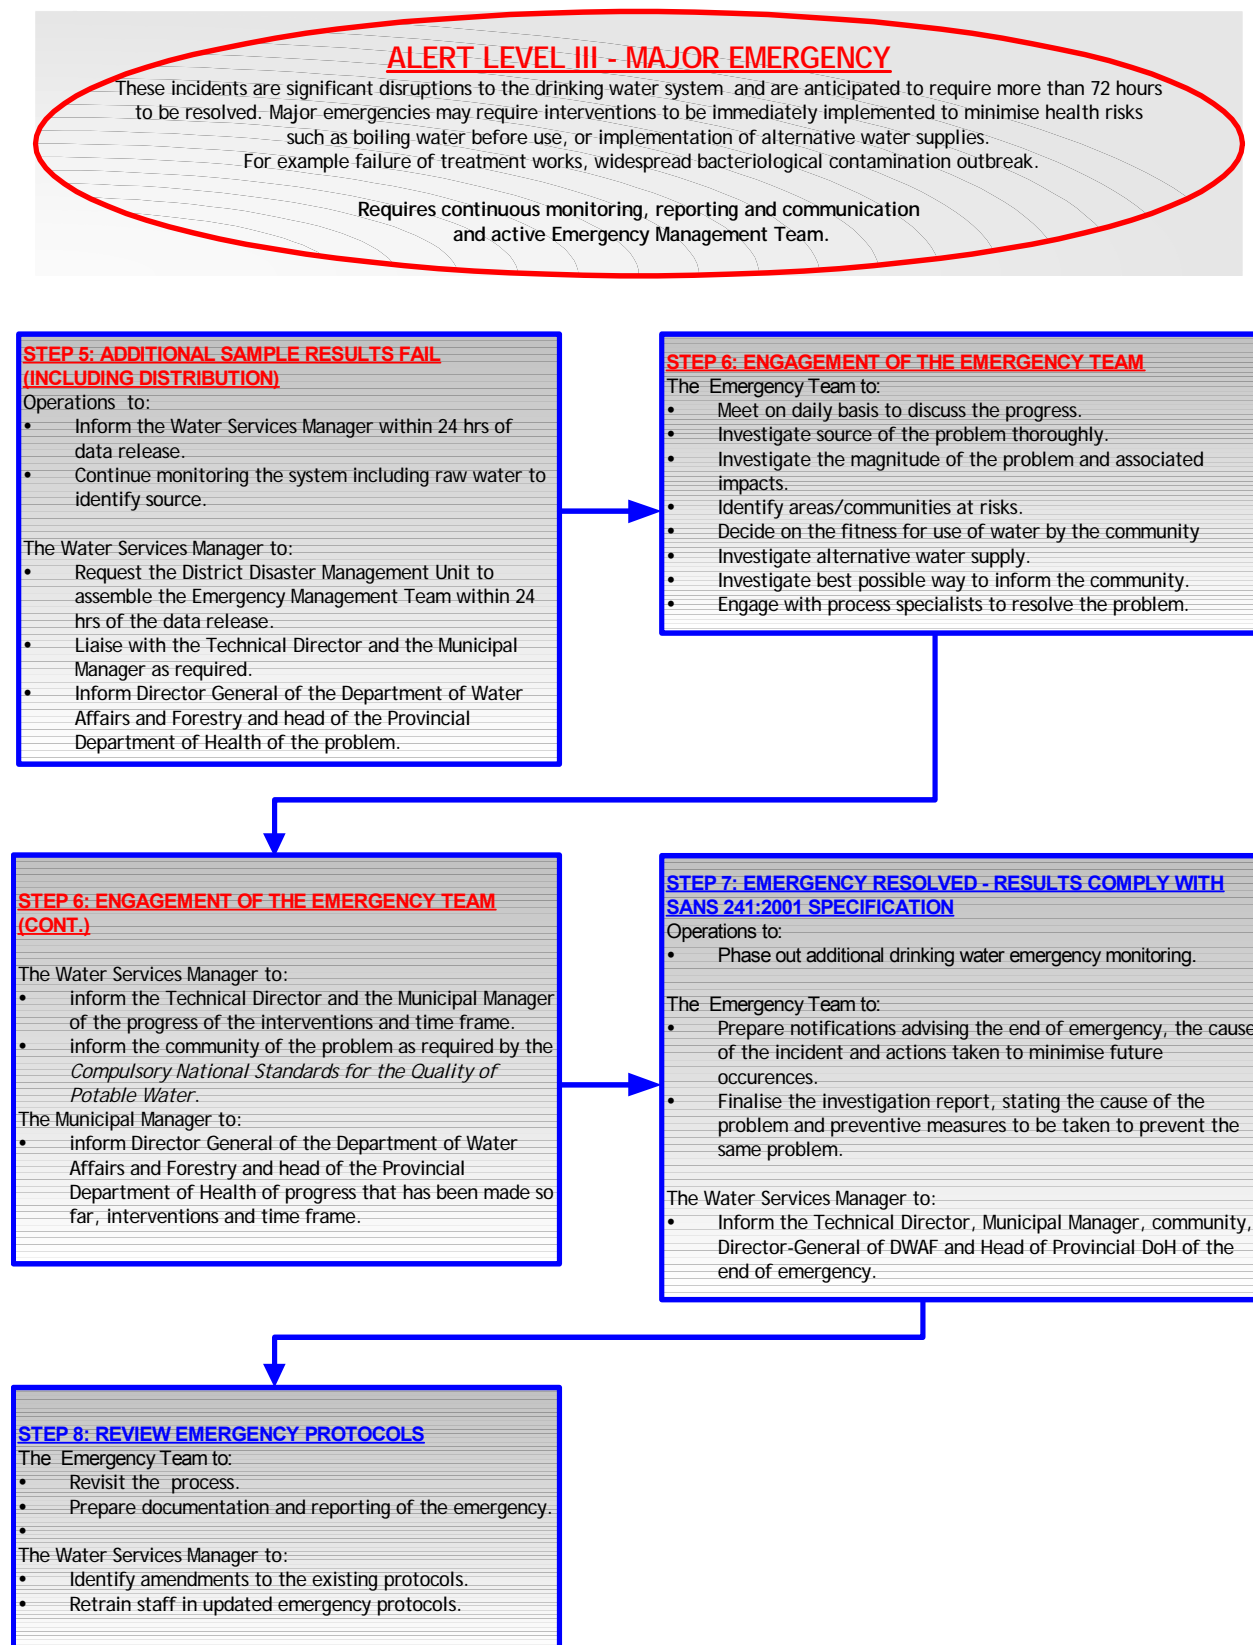 ALERT LEVEL III - MAJOR EMERGENCY
These incidents are significant disruptions to the drinking water system and are anticipated to require more than 72 hours
to be resolved. Major emergencies may require interventions to be immediately implemented to minimise health risks
such as boiling water before use, or implementation of alternative water supplies.
For example failure of treatment works, widespread bacteriological contamination outbreak.
Requires continuous monitoring, reporting and communication
and active Emergency Management Team.
STEP 5: ADDITIONAL SAMPLE RESULTS FAIL
(INCLUDING DISTRIBUTION)
Operations to:
• Inform the Water Services Manager within 24 hrs of
data release.
• Continue monitoring the system including raw water to
identify source.
The Water Services Manager to:
• Request the District Disaster Management Unit to
assemble the Emergency Management Team within 24
hrs of the data release.
• Liaise with the Technical Director and the Municipal
Manager as required.
• Inform Director General of the Department of Water
Affairs and Forestry and head of the Provincial
Department of Health of the problem.
STEP 6: ENGAGEMENT OF THE EMERGENCY TEAM
The Emergency Team to:
• Meet on daily basis to discuss the progress.
• Investigate source of the problem thoroughly.
• Investigate the magnitude of the problem and associated
impacts.
• Identify areas/communities at risks.
• Decide on the fitness for use of water by the community
• Investigate alternative water supply.
• Investigate best possible way to inform the community.
• Engage with process specialists to resolve the problem.
STEP 6: ENGAGEMENT OF THE EMERGENCY TEAM
(CONT.)
The Water Services Manager to:
• inform the Technical Director and the Municipal Manager
of the progress of the interventions and time frame.
• inform the community of the problem as required by the
Compulsory National Standards for the Quality of
Potable Water.
The Municipal Manager to:
• inform Director General of the Department of Water
Affairs and Forestry and head of the Provincial
Department of Health of progress that has been made so
far, interventions and time frame.
STEP 7: EMERGENCY RESOLVED - RESULTS COMPLY WITH
SANS 241:2001 SPECIFICATION
Operations to:
• Phase out additional drinking water emergency monitoring.
The Emergency Team to:
• Prepare notifications advising the end of emergency, the cause
of the incident and actions taken to minimise future
occurences.
• Finalise the investigation report, stating the cause of the
problem and preventive measures to be taken to prevent the
same problem.
The Water Services Manager to:
• Inform the Technical Director, Municipal Manager, community,
Director-General of DWAF and Head of Provincial DoH of the
end of emergency.
STEP 8: REVIEW EMERGENCY PROTOCOLS
The Emergency Team to:
• Revisit the process.
• Prepare documentation and reporting of the emergency.
•
The Water Services Manager to:
• Identify amendments to the existing protocols.
• Retrain staff in updated emergency protocols.